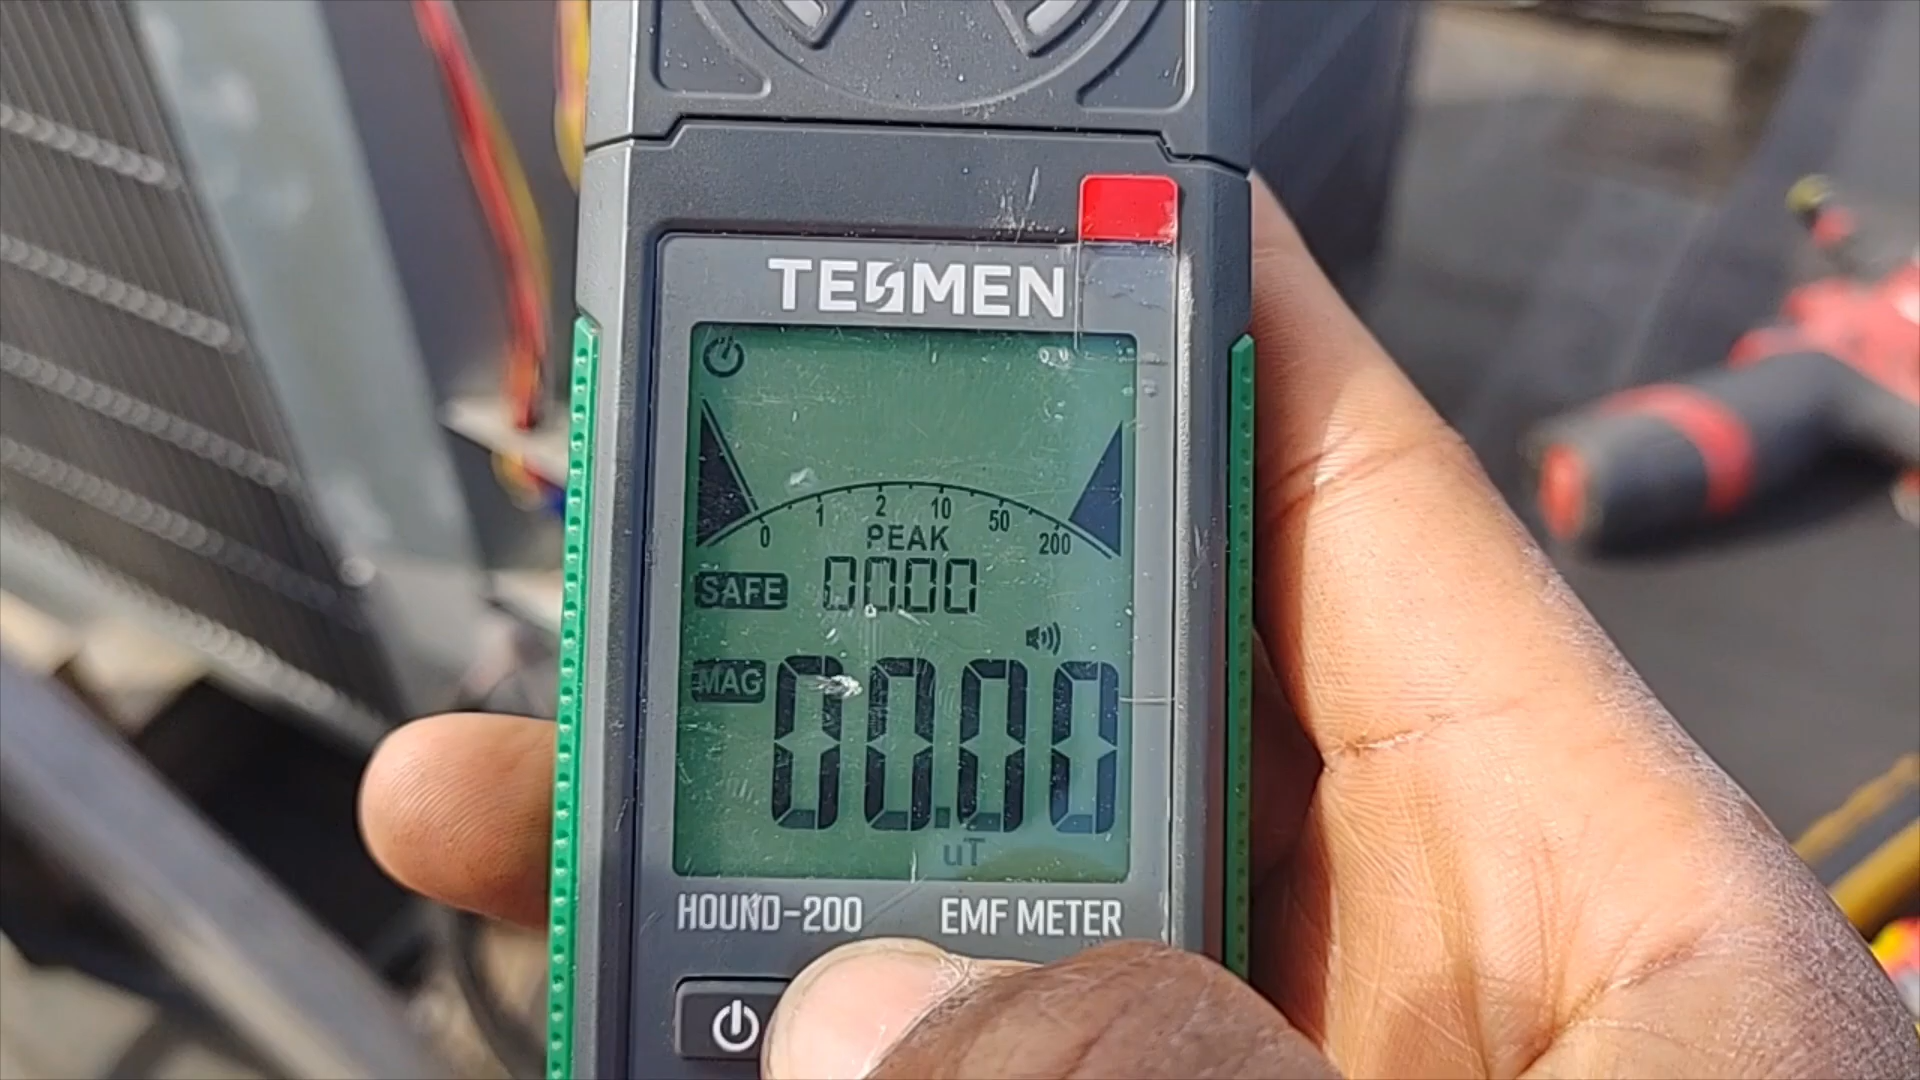 TESMEN
0 1 2 10 50 200
PEAK
SAFE 0000
MAG 00.00
uT
HOUND-200 EMF METER